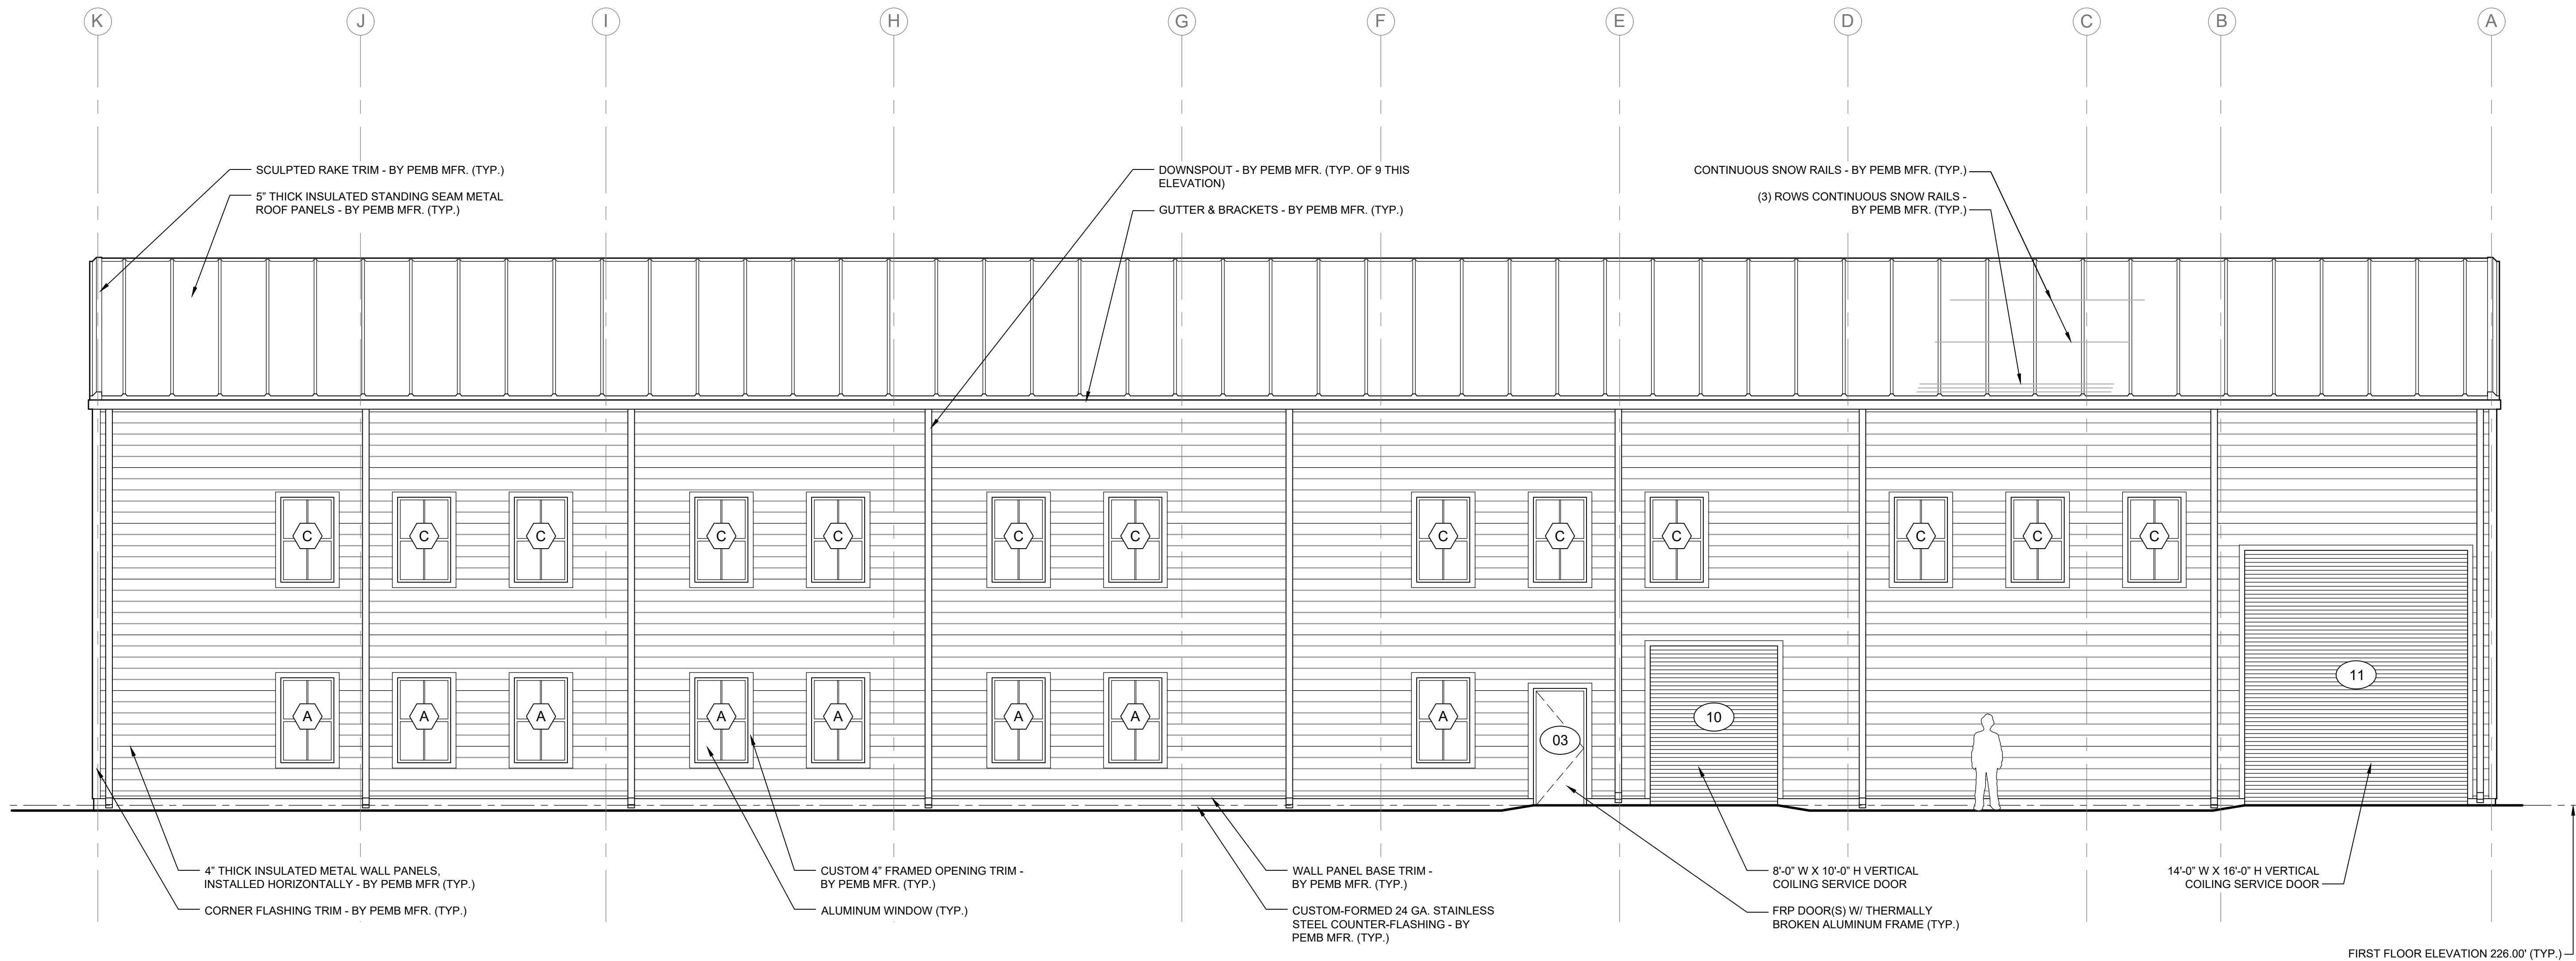 K J I H G F E D C B A
SCULPTED RAKE TRIM - BY PEMB MFR. (TYP.)
5" THICK INSULATED STANDING SEAM METAL
ROOF PANELS - BY PEMB MFR. (TYP.)
DOWNSPOUT - BY PEMB MFR. (TYP. OF 9 THIS
ELEVATION)
GUTTER & BRACKETS - BY PEMB MFR. (TYP.)
CONTINUOUS SNOW RAILS - BY PEMB MFR. (TYP.)
(3) ROWS CONTINUOUS SNOW RAILS -
BY PEMB MFR. (TYP.)
C C C C C C C C C C C C C
A A A A A A A A
03
10
11
4" THICK INSULATED METAL WALL PANELS,
INSTALLED HORIZONTALLY - BY PEMB MFR (TYP.)
CORNER FLASHING TRIM - BY PEMB MFR. (TYP.)
CUSTOM 4" FRAMED OPENING TRIM -
BY PEMB MFR. (TYP.)
ALUMINUM WINDOW (TYP.)
WALL PANEL BASE TRIM -
BY PEMB MFR. (TYP.)
CUSTOM-FORMED 24 GA. STAINLESS
STEEL COUNTER-FLASHING - BY
PEMB MFR. (TYP.)
8'-0" W X 10'-0" H VERTICAL
COILING SERVICE DOOR
FRP DOOR(S) W/ THERMALLY
BROKEN ALUMINUM FRAME (TYP.)
14'-0" W X 16'-0" H VERTICAL
COILING SERVICE DOOR
FIRST FLOOR ELEVATION 226.00' (TYP.)